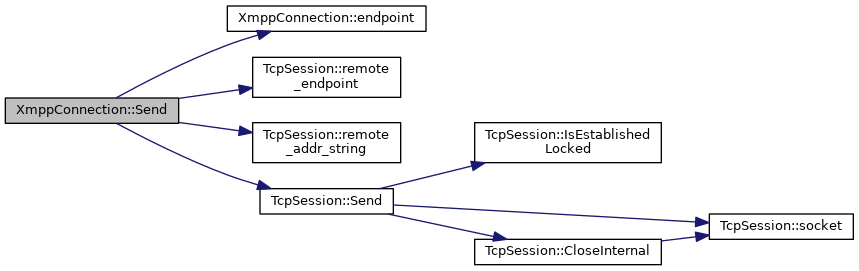 XmppConnection::Send
XmppConnection::endpoint
TcpSession::remote
_endpoint
TcpSession::remote
_addr_string
TcpSession::Send
TcpSession::IsEstablished
Locked
TcpSession::CloseInternal
TcpSession::socket